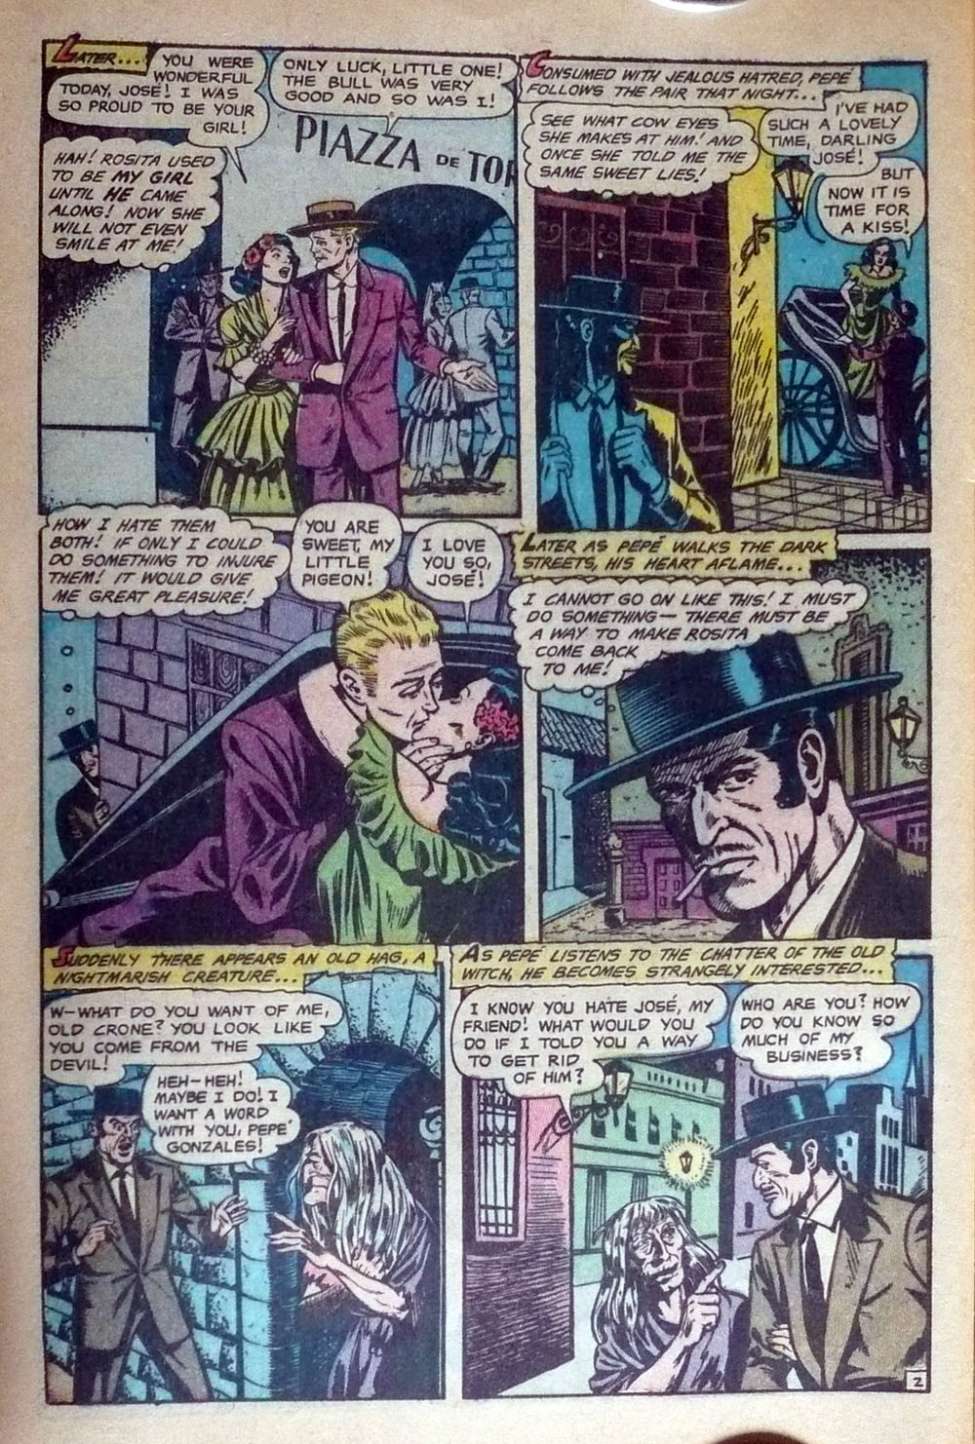 LATER...
YOU WERE
WONDERFUL
TODAY, JOSÉ! I WAS
SO PROUD TO BE YOUR
GIRL!
ONLY LUCK, LITTLE ONE!
THE BULL WAS VERY
GOOD AND SO WAS I!
HAH! ROSITA USED
TO BE MY GIRL
UNTIL HE CAME
ALONG! NOW SHE
WILL NOT EVEN
SMILE AT ME!
PIAZZA DE TOR
CONSUMED WITH JEALOUS HATRED, PEPÉ
FOLLOWS THE PAIR THAT NIGHT...
SEE WHAT COW EYES
SHE MAKES AT HIM! AND
ONCE SHE TOLD ME THE
SAME SWEET LIES!
I'VE HAD
SUCH A LOVELY
TIME, DARLING
JOSÉ!
BUT
NOW IT IS
TIME FOR
A KISS!
HOW I HATE THEM
BOTH! IF ONLY I COULD
DO SOMETHING TO INJURE
THEM! IT WOULD GIVE
ME GREAT PLEASURE!
YOU ARE
SWEET, MY
LITTLE
PIGEON!
I LOVE
YOU SO,
JOSÉ!
LATER AS PEPÉ WALKS THE DARK
STREETS, HIS HEART AFLAME...
I CANNOT GO ON LIKE THIS! I MUST
DO SOMETHING— THERE MUST BE
A WAY TO MAKE ROSITA
COME BACK
TO ME!
SUDDENLY THERE APPEARS AN OLD HAG, A
NIGHTMARISH CREATURE...
W-WHAT DO YOU WANT OF ME,
OLD CRONE? YOU LOOK LIKE
YOU COME FROM THE
DEVIL!
HEH-HEH!
MAYBE I DO! I
WANT A WORD
WITH YOU, PEPÉ
GONZALES!
AS PEPÉ LISTENS TO THE CHATTER OF THE OLD
WITCH, HE BECOMES STRANGELY INTERESTED...
I KNOW YOU HATE JOSÉ, MY
FRIEND! WHAT WOULD YOU
DO IF I TOLD YOU A WAY
TO GET RID
OF HIM?
WHO ARE YOU? HOW
DO YOU KNOW SO
MUCH OF MY
BUSINESS?
2